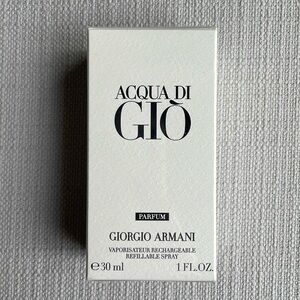 ACQUA DI
GIÒ
PARFUM
GIORGIO ARMANI
VAPORISATEUR RECHARGEABLE
REFILLABLE SPRAY
℮30 ml 1 FL.OZ.